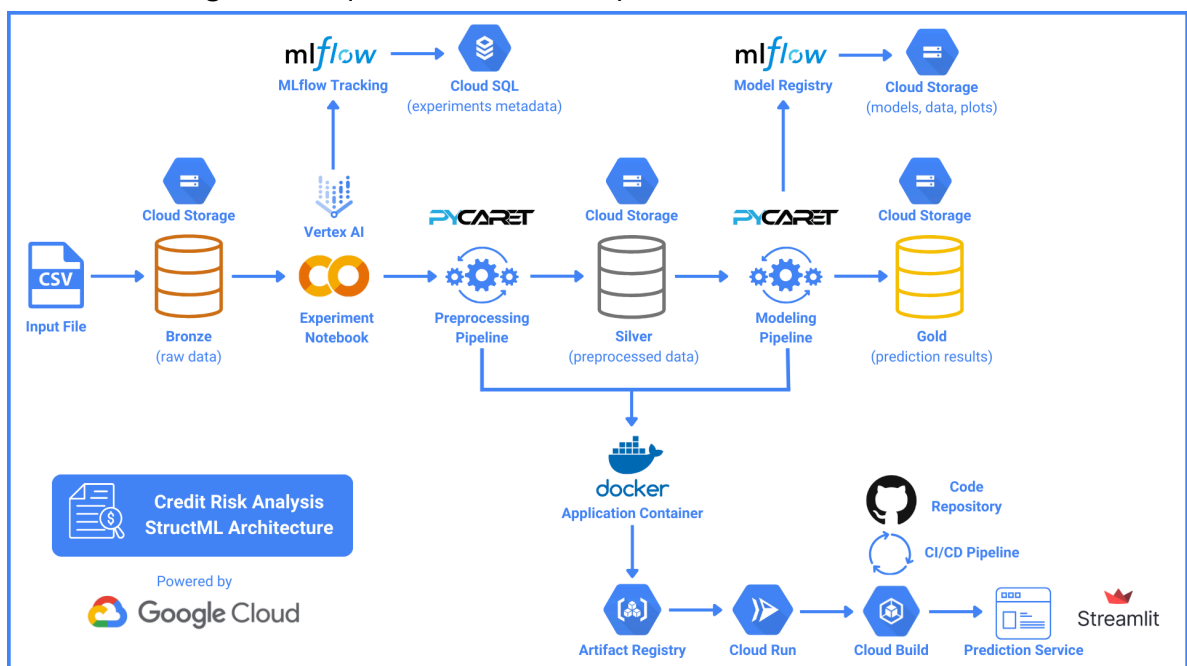 mlflow
MLflow Tracking
Cloud SQL
(experiments metadata)
mlflow
Model Registry
Cloud Storage
(models, data, plots)
Cloud Storage
Vertex AI
PYCARET
Cloud Storage
PYCARET
Cloud Storage
CSV
Input File
Bronze
(raw data)
Experiment
Notebook
Preprocessing
Pipeline
Silver
(preprocessed data)
Modeling
Pipeline
Gold
(prediction results)
docker
Application Container
Credit Risk Analysis
StructML Architecture
Code
Repository
CI/CD Pipeline
Powered by
Google Cloud
Artifact Registry
Cloud Run
Cloud Build
Prediction Service
Streamlit